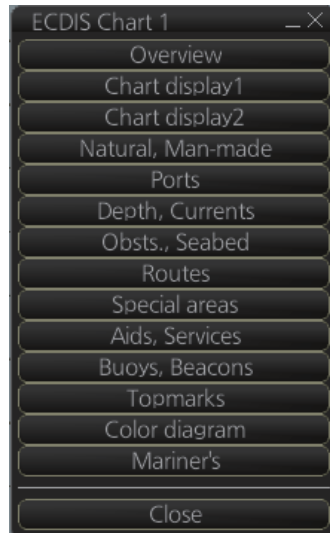 ECDIS Chart 1
Overview
Chart display1
Chart display2
Natural, Man-made
Ports
Depth, Currents
Obsts., Seabed
Routes
Special areas
Aids, Services
Buoys, Beacons
Topmarks
Color diagram
Mariner's
Close